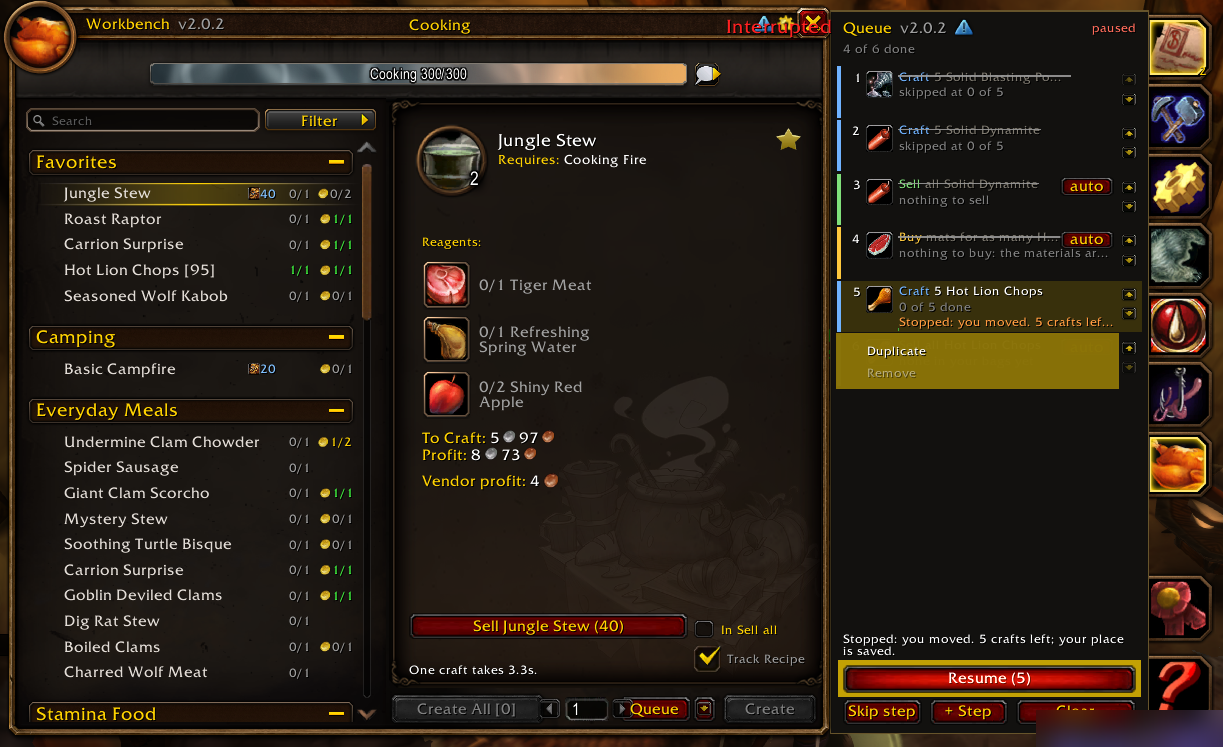 Workbench v2.0.2
Cooking
Interrupted
Cooking 300/300
Search
Filter
Favorites
Jungle Stew 40 0/1 0/2
Roast Raptor 0/1 1/1
Carrion Surprise 0/1 1/1
Hot Lion Chops [95] 1/1 1/1
Seasoned Wolf Kabob 0/1 0/1
Camping
Basic Campfire 20 0/1
Everyday Meals
Undermine Clam Chowder 0/1 1/2
Spider Sausage 0/1
Giant Clam Scorcho 0/1 1/1
Mystery Stew 0/1 0/1
Soothing Turtle Bisque 0/1 0/1
Carrion Surprise 0/1 1/1
Goblin Deviled Clams 0/1 1/1
Dig Rat Stew 0/1
Boiled Clams 0/1 0/1
Charred Wolf Meat 0/1
Stamina Food
2
Jungle Stew
Requires: Cooking Fire
Reagents:
0/1 Tiger Meat
0/1 Refreshing
Spring Water
0/2 Shiny Red
Apple
To Craft: 5 97
Profit: 8 73
Vendor profit: 4
Sell Jungle Stew (40)
In Sell all
Track Recipe
One craft takes 3.3s.
Create All [0]
1
Queue
Create
Queue v2.0.2
paused
4 of 6 done
1 Craft 5 Solid Blasting Po...
skipped at 0 of 5
2 Craft 5 Solid Dynamite
skipped at 0 of 5
3 Sell all Solid Dynamite auto
nothing to sell
4 Buy mats for as many H... auto
nothing to buy: the materials ar...
5 Craft 5 Hot Lion Chops
0 of 5 done
Stopped: you moved. 5 crafts lef...
Duplicate
Remove
Stopped: you moved. 5 crafts left; your place
is saved.
Resume (5)
Skip step
+ Step
Clear
2